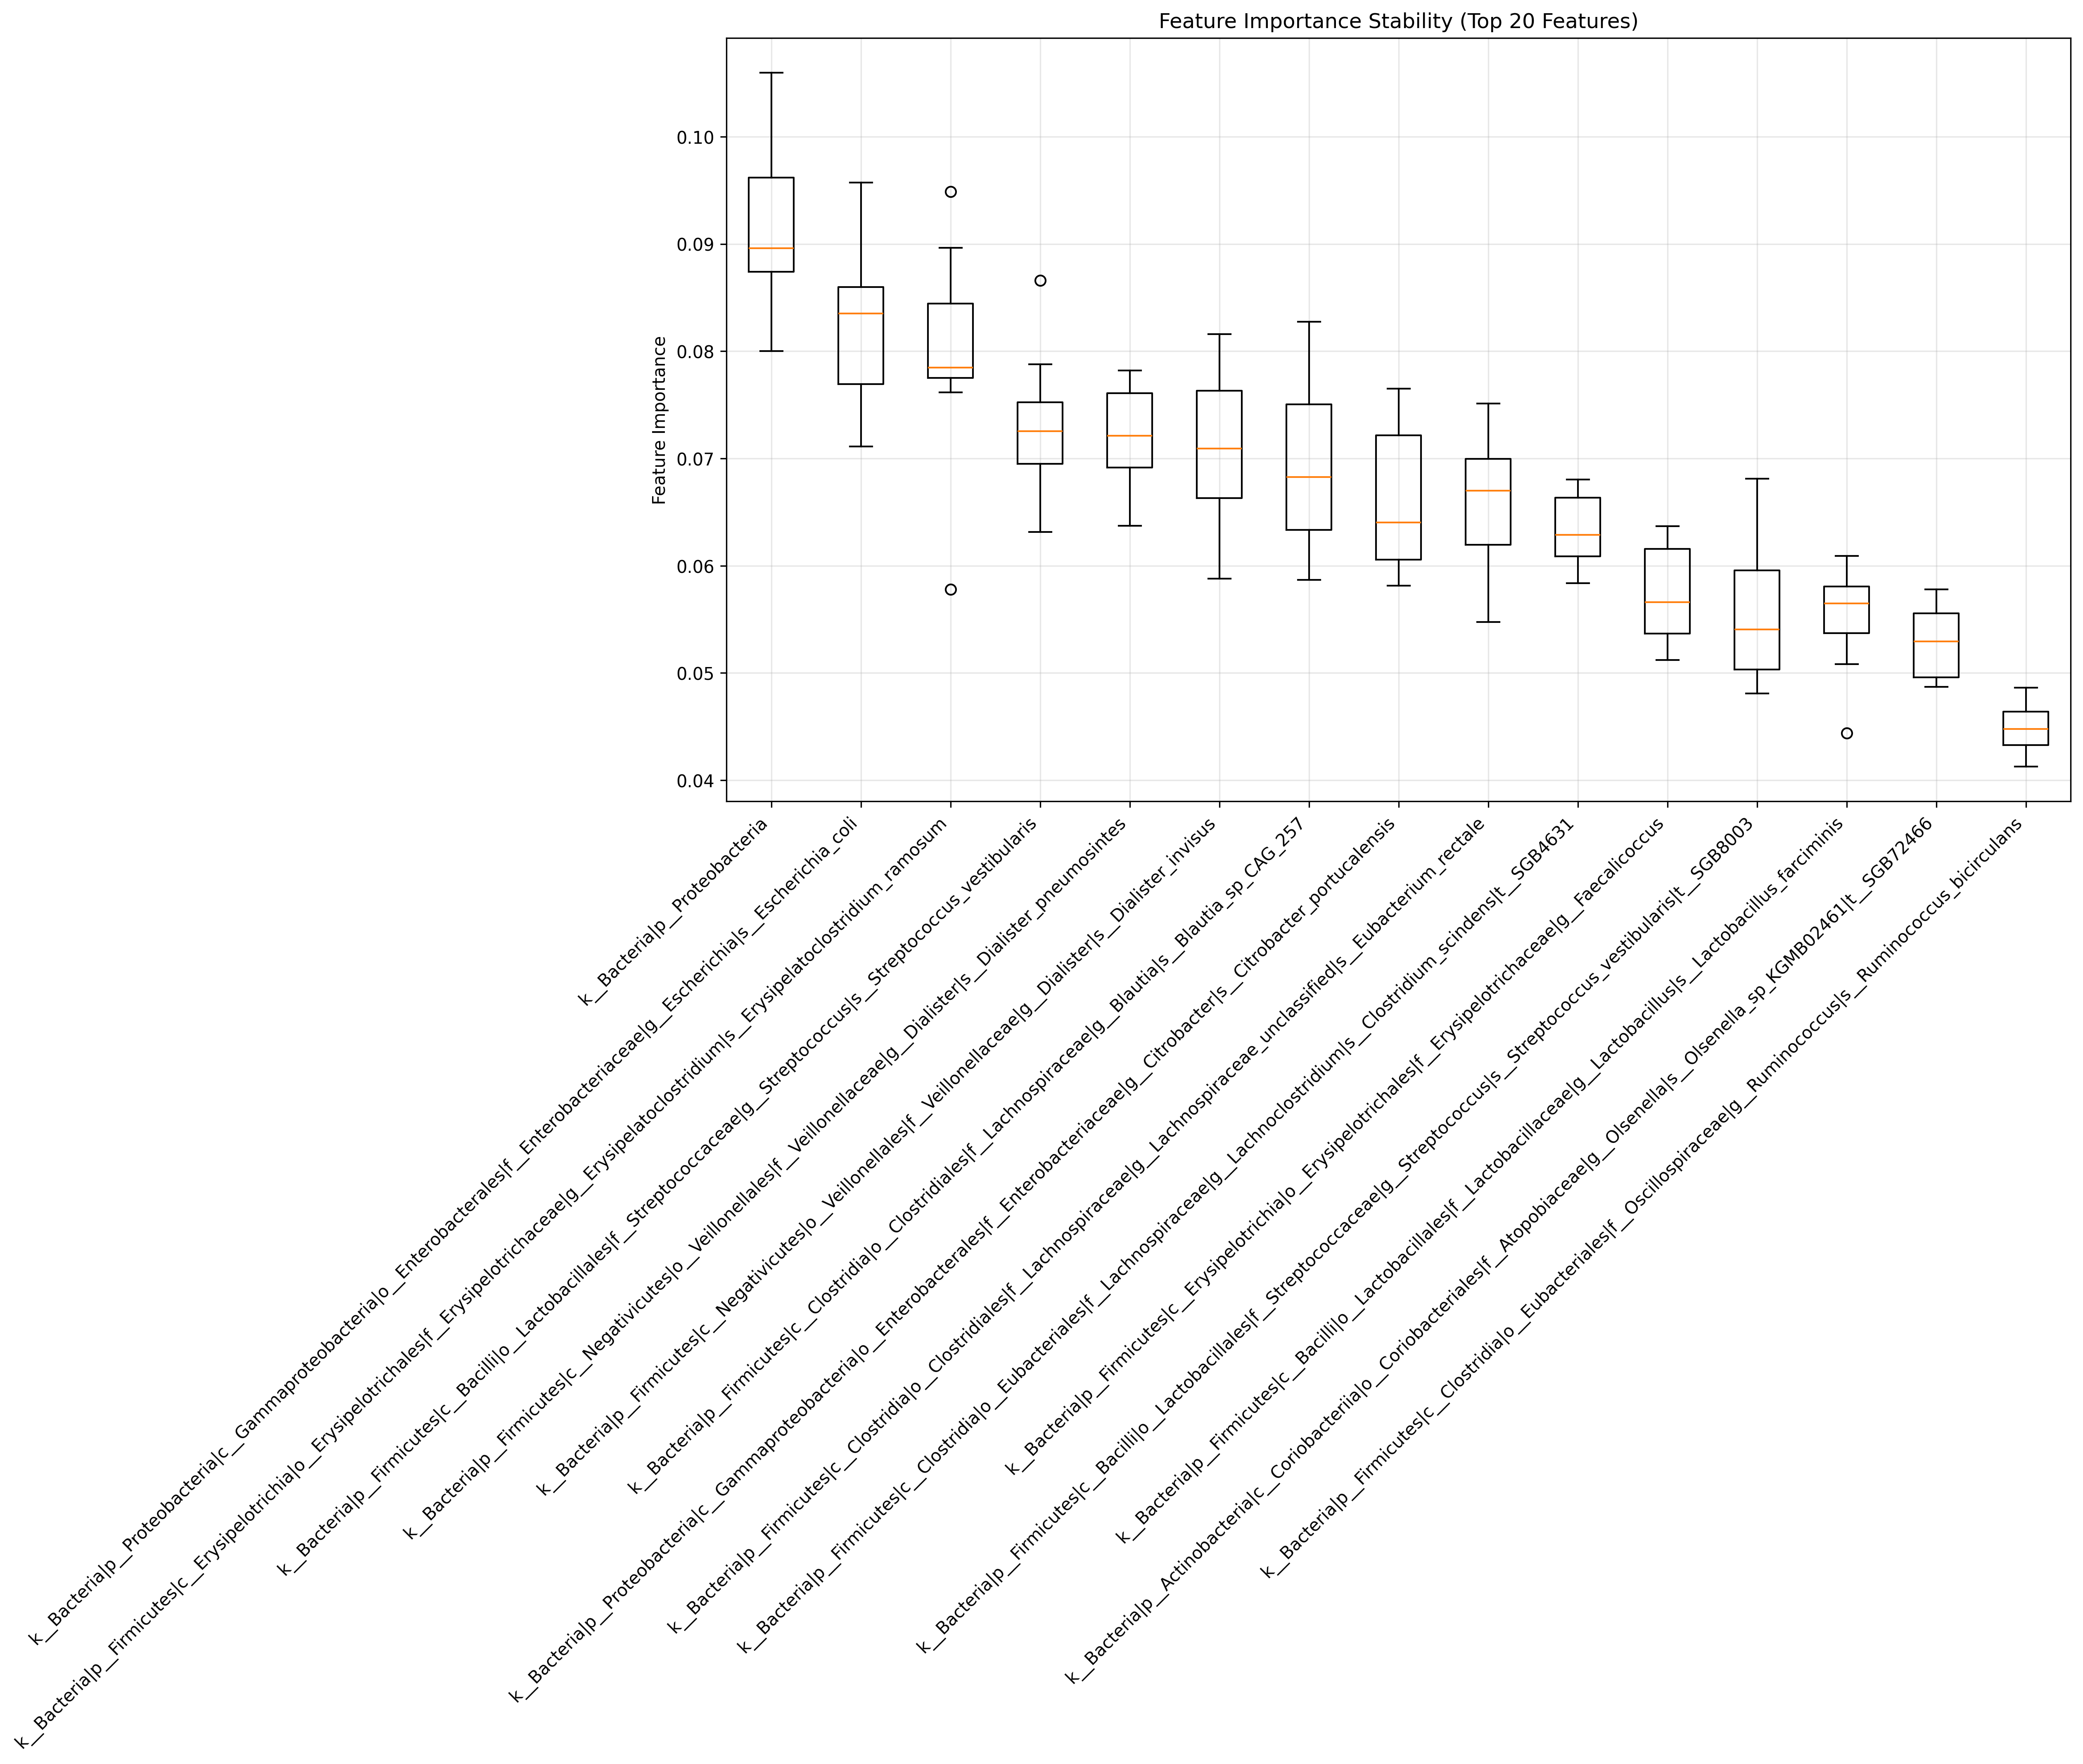 Feature Importance Stability (Top 20 Features)
Feature Importance
0.10
0.09
0.08
0.07
0.06
0.05
0.04
k__Bacteria|p__Proteobacteria
k__Bacteria|p__Proteobacteria|c__Gammaproteobacteria|o__Enterobacterales|f__Enterobacteriaceae|g__Escherichia|s__Escherichia_coli
k__Bacteria|p__Firmicutes|c__Erysipelotrichia|o__Erysipelotrichales|f__Erysipelotrichaceae|g__Erysipelatoclostridium|s__Erysipelatoclostridium_ramosum
k__Bacteria|p__Firmicutes|c__Bacilli|o__Lactobacillales|f__Streptococcaceae|g__Streptococcus|s__Streptococcus_vestibularis
k__Bacteria|p__Firmicutes|c__Negativicutes|o__Veillonellales|f__Veillonellaceae|g__Dialister|s__Dialister_pneumosintes
k__Bacteria|p__Firmicutes|c__Negativicutes|o__Veillonellales|f__Veillonellaceae|g__Dialister|s__Dialister_invisus
k__Bacteria|p__Firmicutes|c__Clostridia|o__Clostridiales|f__Lachnospiraceae|g__Blautia|s__Blautia_sp_CAG_257
k__Bacteria|p__Proteobacteria|c__Gammaproteobacteria|o__Enterobacterales|f__Enterobacteriaceae|g__Citrobacter|s__Citrobacter_portucalensis
k__Bacteria|p__Firmicutes|c__Clostridia|o__Clostridiales|f__Lachnospiraceae|g__Lachnospiraceae_unclassified|s__Eubacterium_rectale
k__Bacteria|p__Firmicutes|c__Clostridia|o__Eubacteriales|f__Lachnospiraceae|g__Lachnoclostridium|s__Clostridium_scindens|t__SGB4631
k__Bacteria|p__Firmicutes|c__Erysipelotrichia|o__Erysipelotrichales|f__Erysipelotrichaceae|g__Faecalicoccus
k__Bacteria|p__Firmicutes|c__Bacilli|o__Lactobacillales|f__Streptococcaceae|g__Streptococcus|s__Streptococcus_vestibularis|t__SGB8003
k__Bacteria|p__Firmicutes|c__Bacilli|o__Lactobacillales|f__Lactobacillaceae|g__Lactobacillus|s__Lactobacillus_farciminis
k__Bacteria|p__Actinobacteria|c__Coriobacteriia|o__Coriobacteriales|f__Atopobiaceae|g__Olsenella|s__Olsenella_sp_KGMB02461|t__SGB72466
k__Bacteria|p__Firmicutes|c__Clostridia|o__Eubacteriales|f__Oscillospiraceae|g__Ruminococcus|s__Ruminococcus_bicirculans